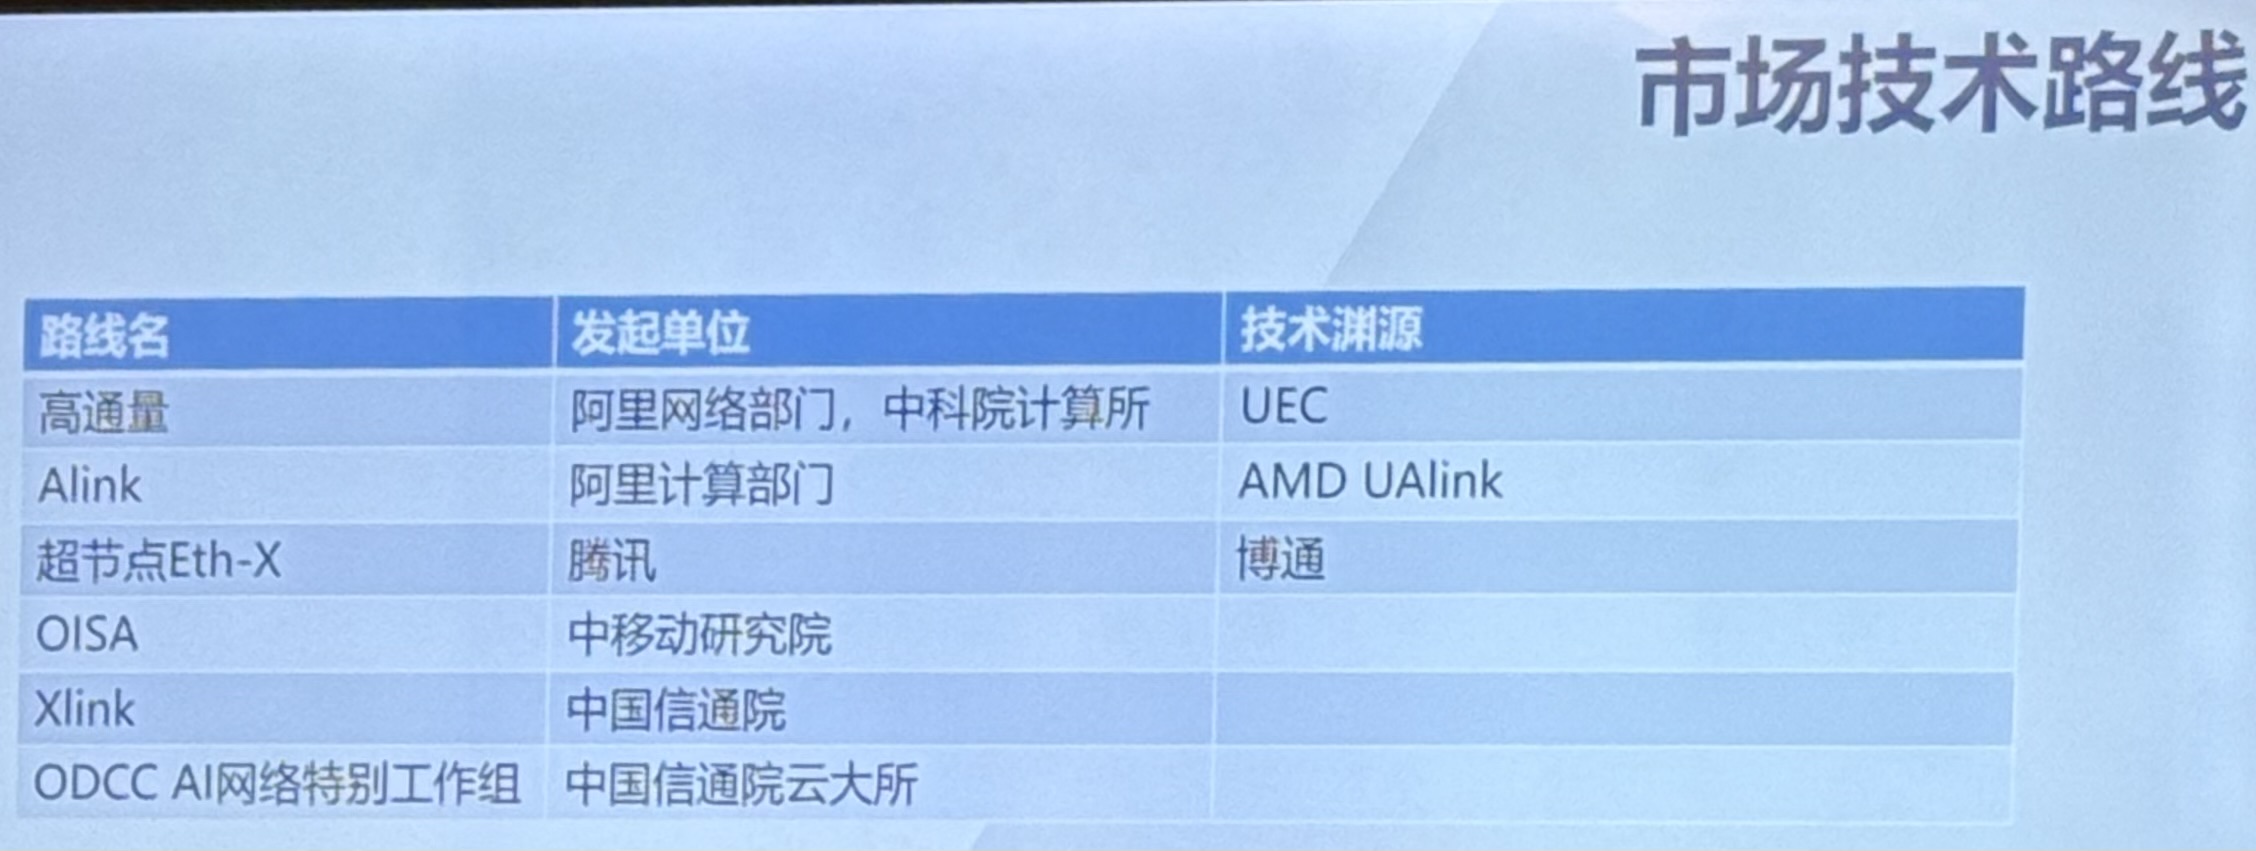 市场技术路线
路线名 发起单位 技术渊源
高通量 阿里网络部门，中科院计算所 UEC
Alink 阿里计算部门 AMD UAlink
超节点Eth-X 腾讯 博通
OISA 中移动研究院
Xlink 中国信通院
ODCC AI网络特别工作组 中国信通院云大所